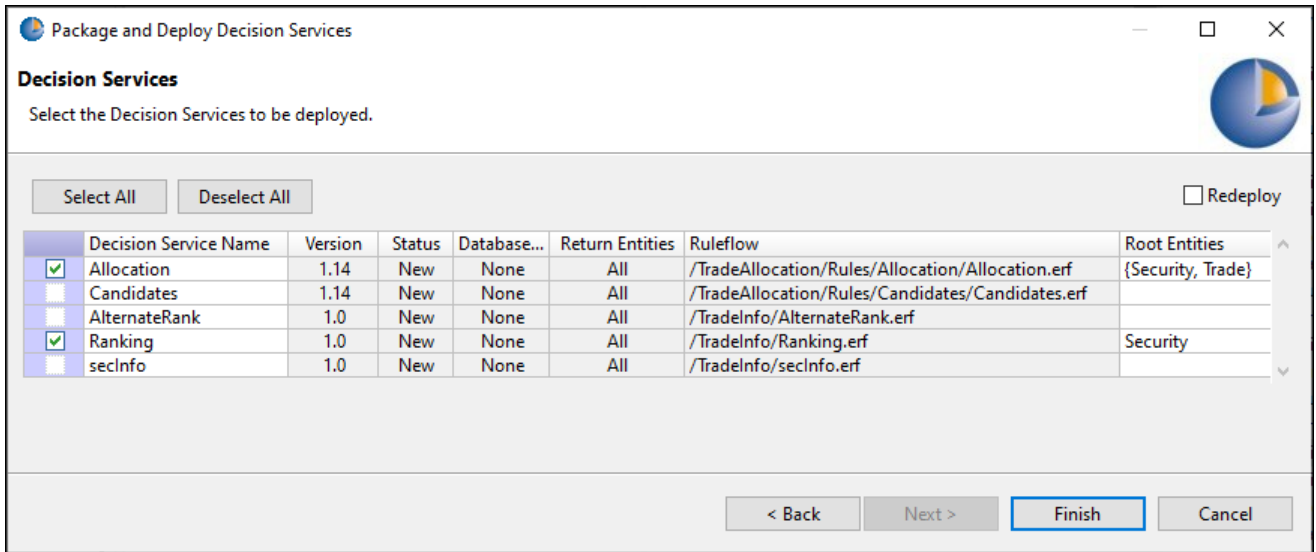 Package and Deploy Decision Services
Decision Services
Select the Decision Services to be deployed.
Select All Deselect All Redeploy
Decision Service Name Version Status Database... Return Entities Ruleflow Root Entities
Allocation 1.14 New None All /TradeAllocation/Rules/Allocation/Allocation.erf {Security, Trade}
Candidates 1.14 New None All /TradeAllocation/Rules/Candidates/Candidates.erf
AlternateRank 1.0 New None All /TradeInfo/AlternateRank.erf
Ranking 1.0 New None All /TradeInfo/Ranking.erf Security
secInfo 1.0 New None All /TradeInfo/secInfo.erf
< Back Next > Finish Cancel